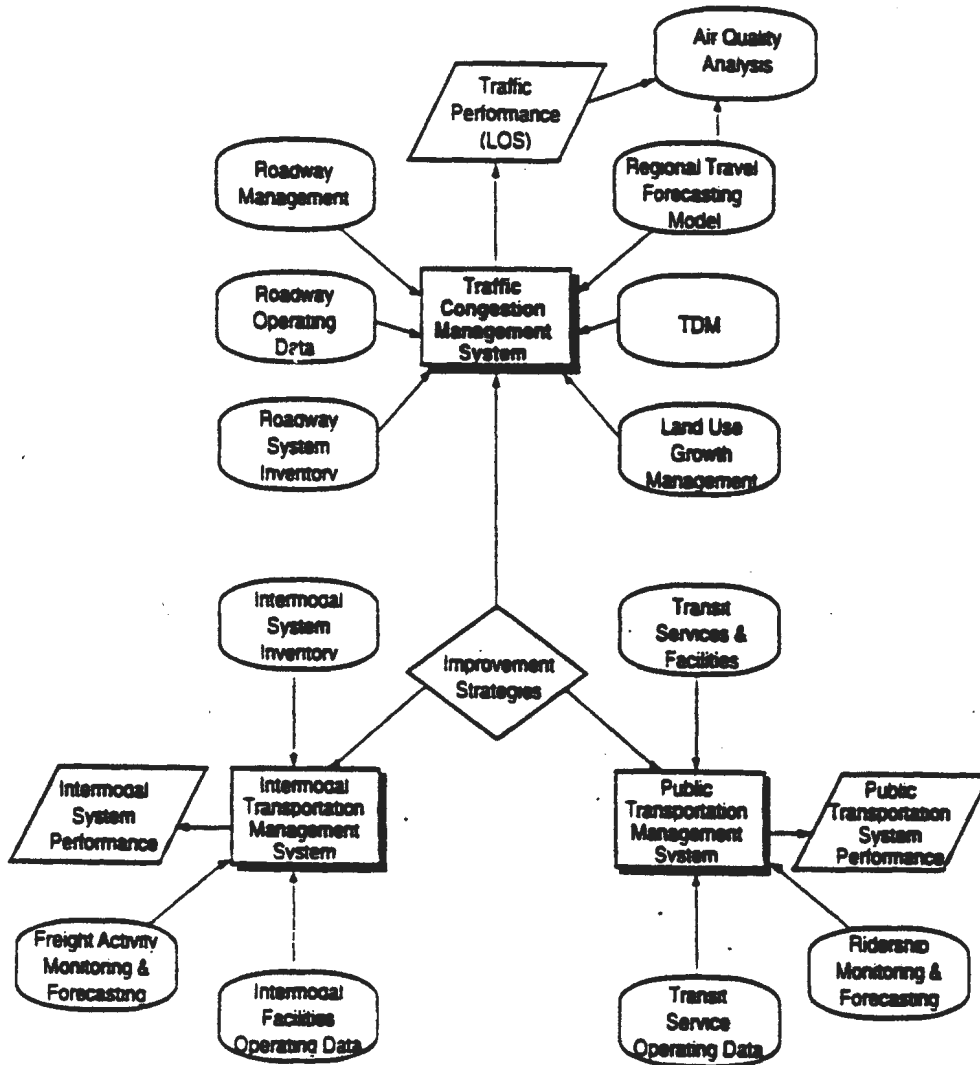 Air Quality
Analysis
Traffic
Performance
(LOS)
Roadway
Management
Regional Travel
Forecasting
Model
Traffic
Congestion
Management
System
Roadway
Operating
Data
TDM
Roadway
System
Inventory
Land Use
Growth
Management
Intermodal
System
Inventory
Transit
Services &
Facilities
Improvement
Strategies
Intermodal
System
Performance
Intermodal
Transportation
Management
System
Public
Transportation
Management
System
Public
Transportation
System
Performance
Freight Activity
Monitoring &
Forecasting
Intermodal
Facilities
Operating Data
Transit
Service
Operating Data
Ridership
Monitoring &
Forecasting